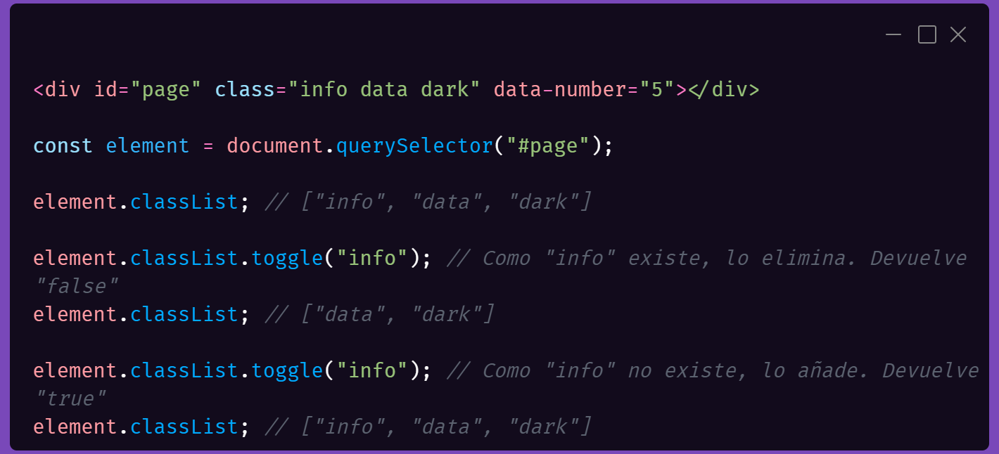 <div id="page" class="info data dark" data-number="5"></div>
const element = document.querySelector("#page");
element.classList; // ["info", "data", "dark"]
element.classList.toggle("info"); // Como "info" existe, lo elimina. Devuelve
"false"
element.classList; // ["data", "dark"]
element.classList.toggle("info"); // Como "info" no existe, lo añade. Devuelve
"true"
element.classList; // ["info", "data", "dark"]